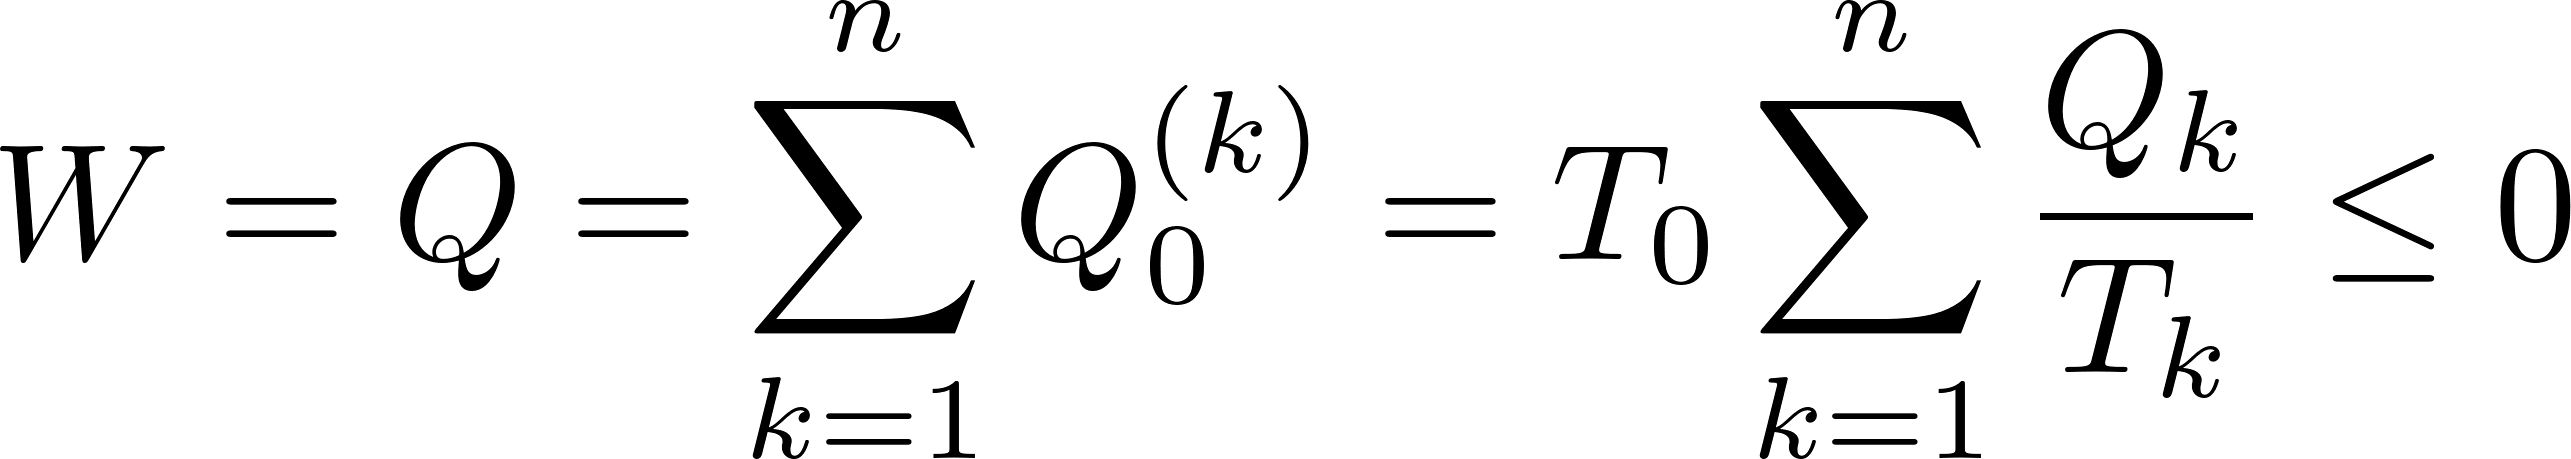 W = Q = \sum_{k=1}^{n} Q_0^{(k)} = T_0 \sum_{k=1}^{n} \frac{Q_k}{T_k} \leq 0